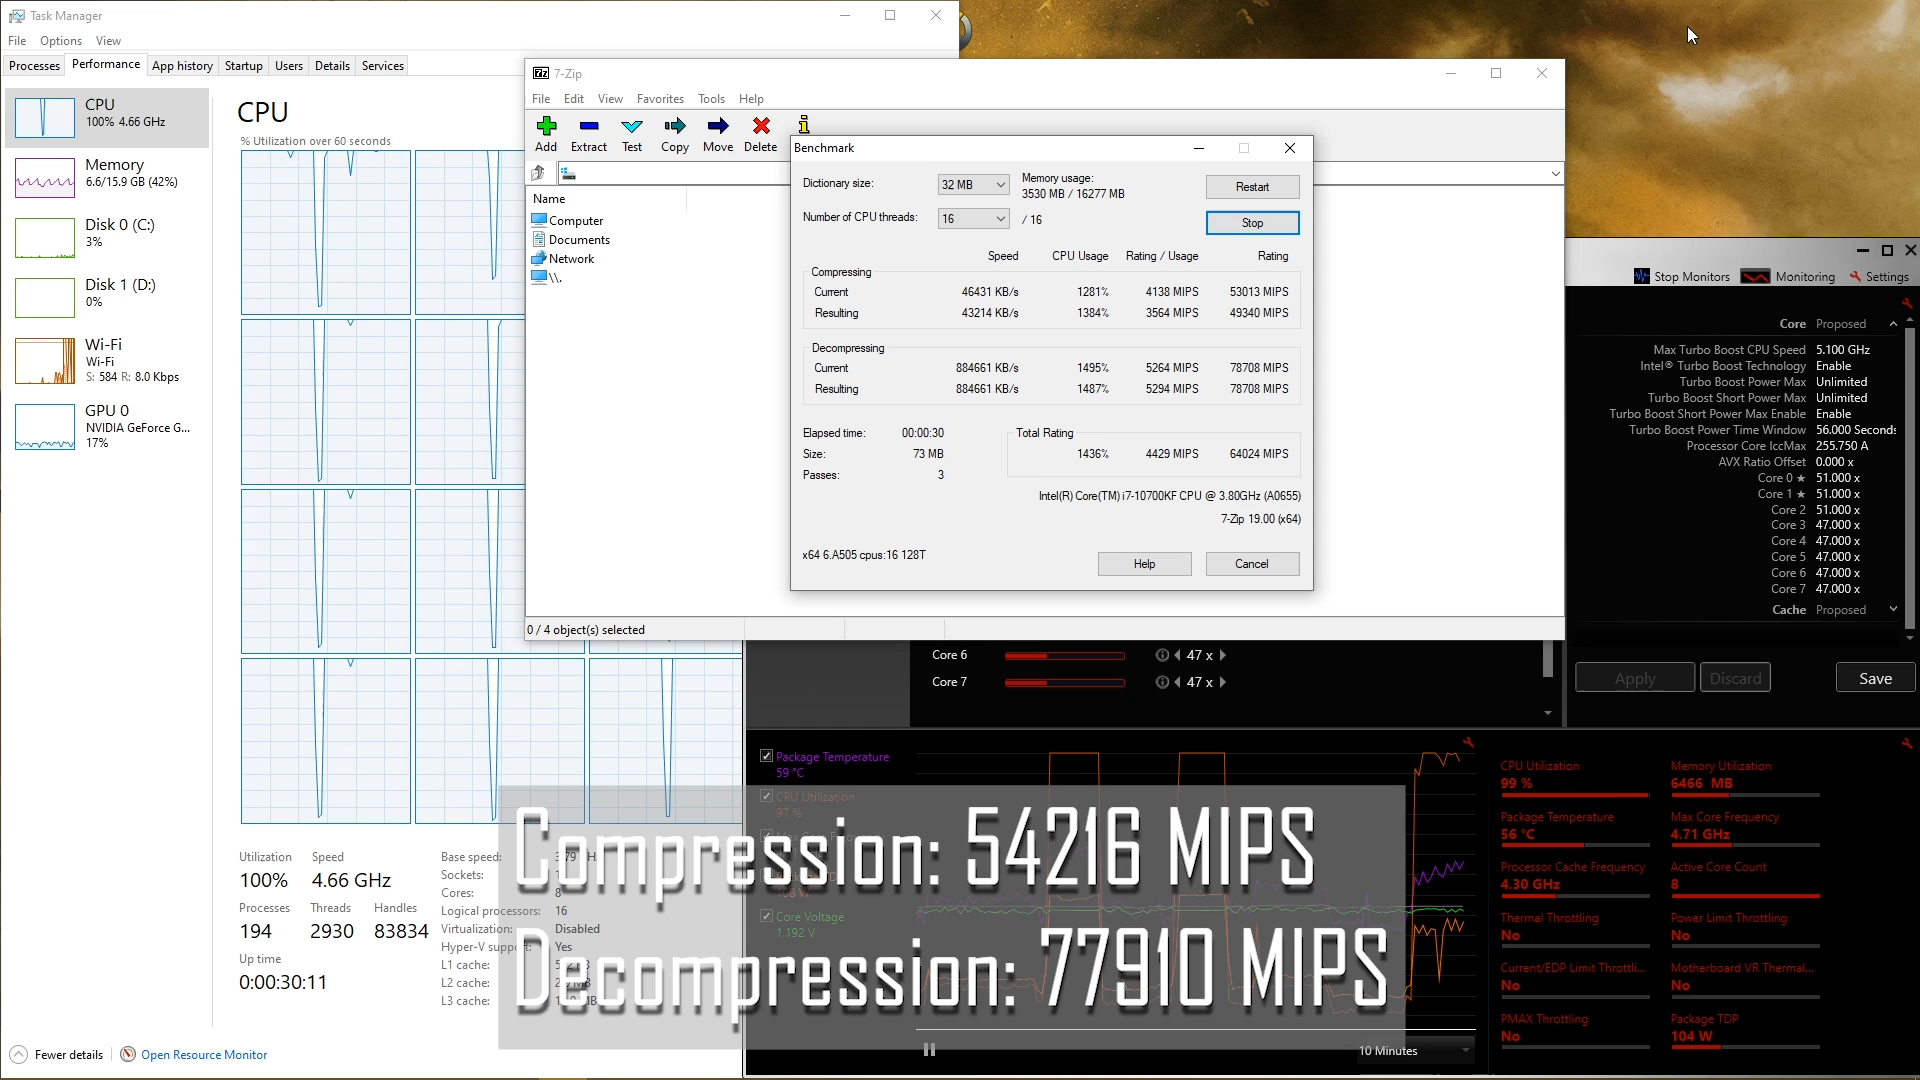 Task Manager
File Options View
Processes Performance App history Startup Users Details Services
CPU
100% 4.66 GHz
Memory
6.6/15.9 GB (42%)
Disk 0 (C:)
3%
Disk 1 (D:)
0%
Wi-Fi
Wi-Fi
S: 584 R: 8.0 Kbps
GPU 0
NVIDIA GeForce G...
17%
CPU
% Utilization over 60 seconds
Utilization Speed
100% 4.66 GHz
Processes Threads Handles
194 2930 83834
Up time
0:00:30:11
Base speed:
Sockets:
Cores: 8
Logical processors: 16
Virtualization: Disabled
Hyper-V support: Yes
L1 cache:
L2 cache:
L3 cache:
Fewer details Open Resource Monitor
7-Zip
File Edit View Favorites Tools Help
Add Extract Test Copy Move Delete
Name
Computer
Documents
Network
\\.
0 / 4 object(s) selected
Benchmark
Dictionary size: 32 MB Memory usage:
3530 MB / 16277 MB
Restart
Number of CPU threads: 16 / 16
Stop
Speed CPU Usage Rating / Usage Rating
Compressing
Current 46431 KB/s 1281% 4138 MIPS 53013 MIPS
Resulting 43214 KB/s 1384% 3564 MIPS 49340 MIPS
Decompressing
Current 884661 KB/s 1495% 5264 MIPS 78708 MIPS
Resulting 884661 KB/s 1487% 5294 MIPS 78708 MIPS
Elapsed time: 00:00:30
Size: 73 MB
Passes: 3
Total Rating
1436% 4429 MIPS 64024 MIPS
Intel(R) Core(TM) i7-10700KF CPU @ 3.80GHz (A0655)
7-Zip 19.00 (x64)
x64 6.A505 cpus:16 128T
Help Cancel
Stop Monitors Monitoring Settings
Core Proposed
Max Turbo Boost CPU Speed 5.100 GHz
Intel® Turbo Boost Technology Enable
Turbo Boost Power Max Unlimited
Turbo Boost Short Power Max Unlimited
Turbo Boost Short Power Max Enable Enable
Turbo Boost Power Time Window 56.000 Seconds
Processor Core IccMax 255.750 A
AVX Ratio Offset 0.000 x
Core 0 ★ 51.000 x
Core 1 ★ 51.000 x
Core 2 51.000 x
Core 3 47.000 x
Core 4 47.000 x
Core 5 47.000 x
Core 6 47.000 x
Core 7 47.000 x
Cache Proposed
Apply Discard Save
Core 6 47 x
Core 7 47 x
Package Temperature
59 °C
CPU Utilization
97 %
Core Voltage
1.192 V
10 Minutes
CPU Utilization Memory Utilization
99 % 6466 MB
Package Temperature Max Core Frequency
56 °C 4.71 GHz
Processor Cache Frequency Active Core Count
4.30 GHz 8
Thermal Throttling Power Limit Throttling
No No
Current/EDP Limit Throttli... Motherboard VR Thermal...
No No
PMAX Throttling Package TDP
No 104 W
Compression: 54216 MIPS
Decompression: 77910 MIPS